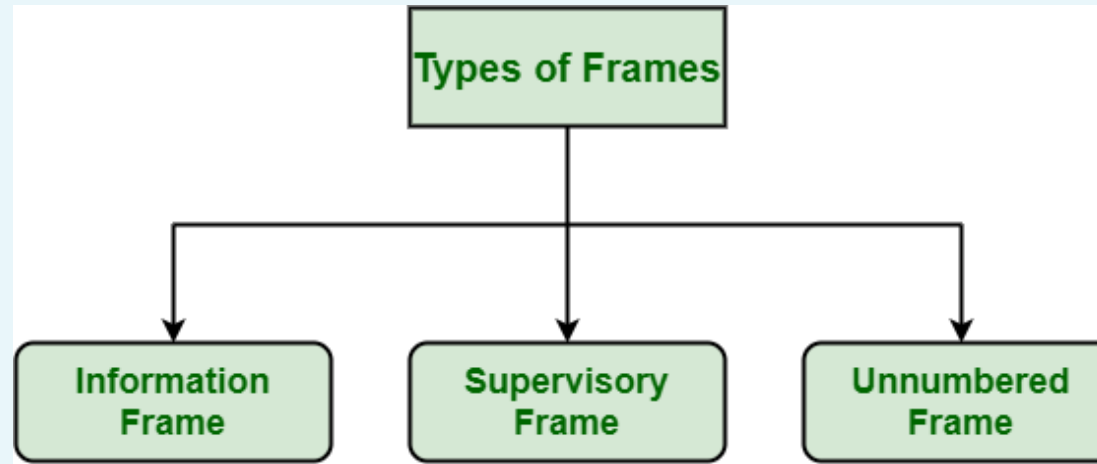 Types of Frames
Information
Frame
Supervisory
Frame
Unnumbered
Frame